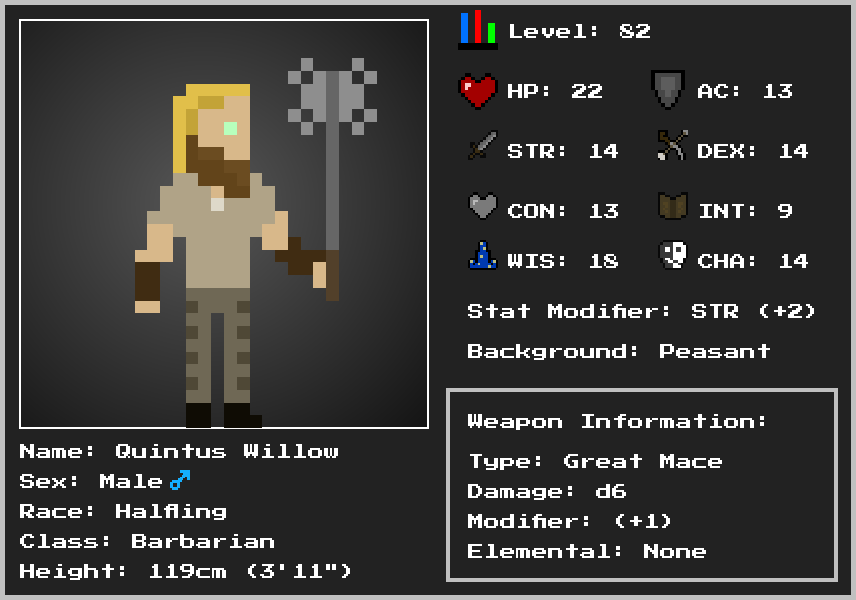 Level: 82
HP: 22
AC: 13
STR: 14
DEX: 14
CON: 13
INT: 9
WIS: 18
CHA: 14
Stat Modifier: STR (+2)
Background: Peasant
Name: Quintus Willow
Sex: Male ♂
Race: Halfling
Class: Barbarian
Height: 119cm (3'11")
Weapon Information:
Type: Great Mace
Damage: d6
Modifier: (+1)
Elemental: None